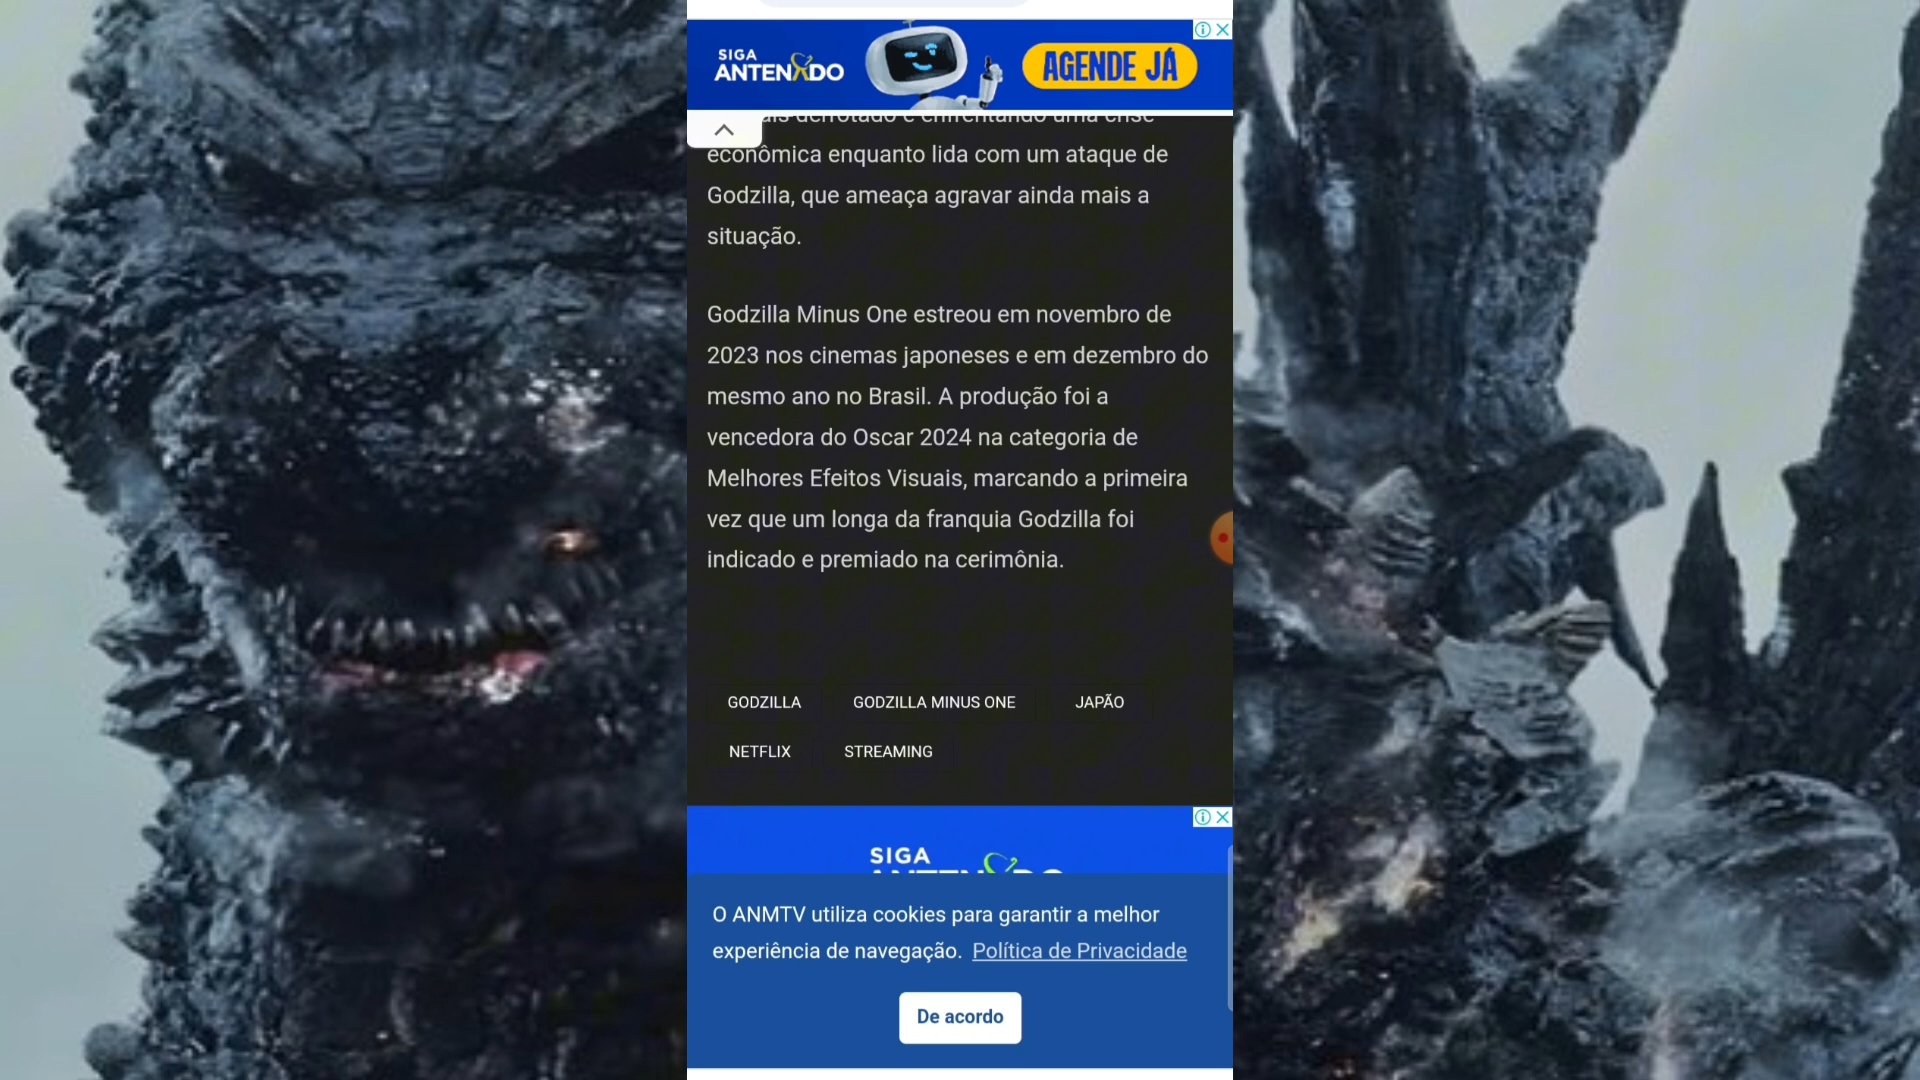 SIGA
ANTENADO
AGENDE JÁ
derrotado e enfrentando uma crise
econômica enquanto lida com um ataque de
Godzilla, que ameaça agravar ainda mais a
situação.
Godzilla Minus One estreou em novembro de
2023 nos cinemas japoneses e em dezembro do
mesmo ano no Brasil. A produção foi a
vencedora do Oscar 2024 na categoria de
Melhores Efeitos Visuais, marcando a primeira
vez que um longa da franquia Godzilla foi
indicado e premiado na cerimônia.
GODZILLA GODZILLA MINUS ONE JAPÃO
NETFLIX STREAMING
SIGA
O ANMTV utiliza cookies para garantir a melhor
experiência de navegação. Política de Privacidade
De acordo